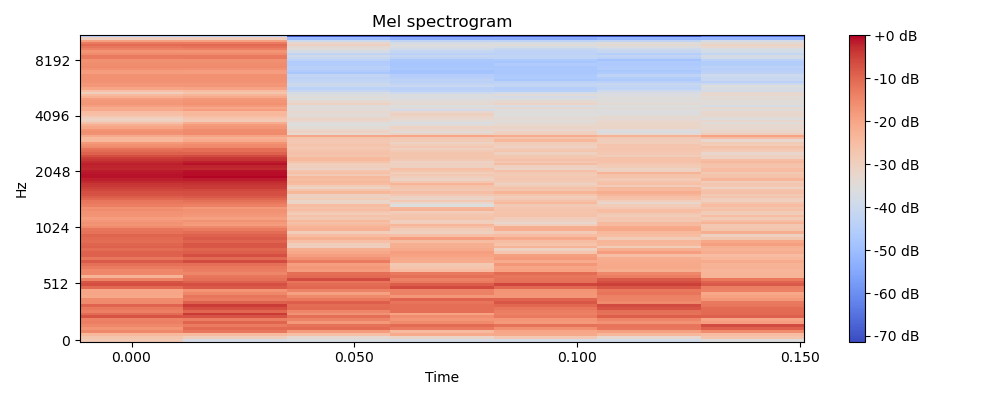 Mel spectrogram
Hz
8192
4096
2048
1024
512
0
0.000 0.050 0.100 0.150
Time
+0 dB
-10 dB
-20 dB
-30 dB
-40 dB
-50 dB
-60 dB
-70 dB